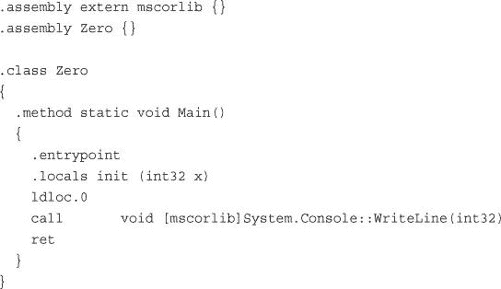 .assembly extern mscorlib {}
.assembly Zero {}
.class Zero
{
  .method static void Main()
  {
    .entrypoint
    .locals init (int32 x)
    ldloc.0
    call       void [mscorlib]System.Console::WriteLine(int32)
    ret
  }
}